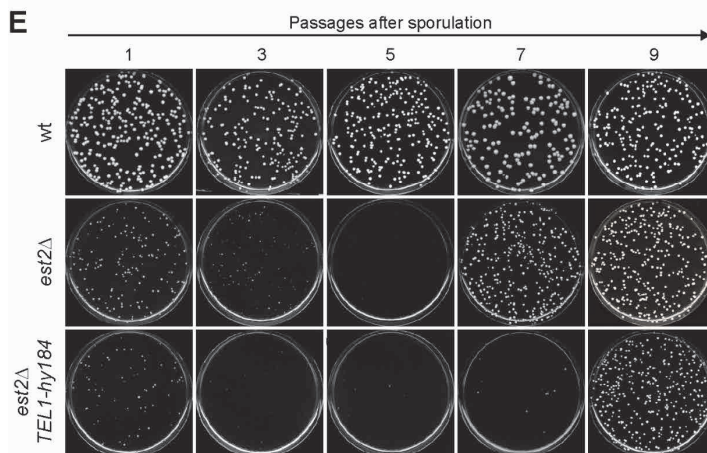 E
Passages after sporulation
1 3 5 7 9
wt
est2Δ
est2Δ
TEL1-hy184